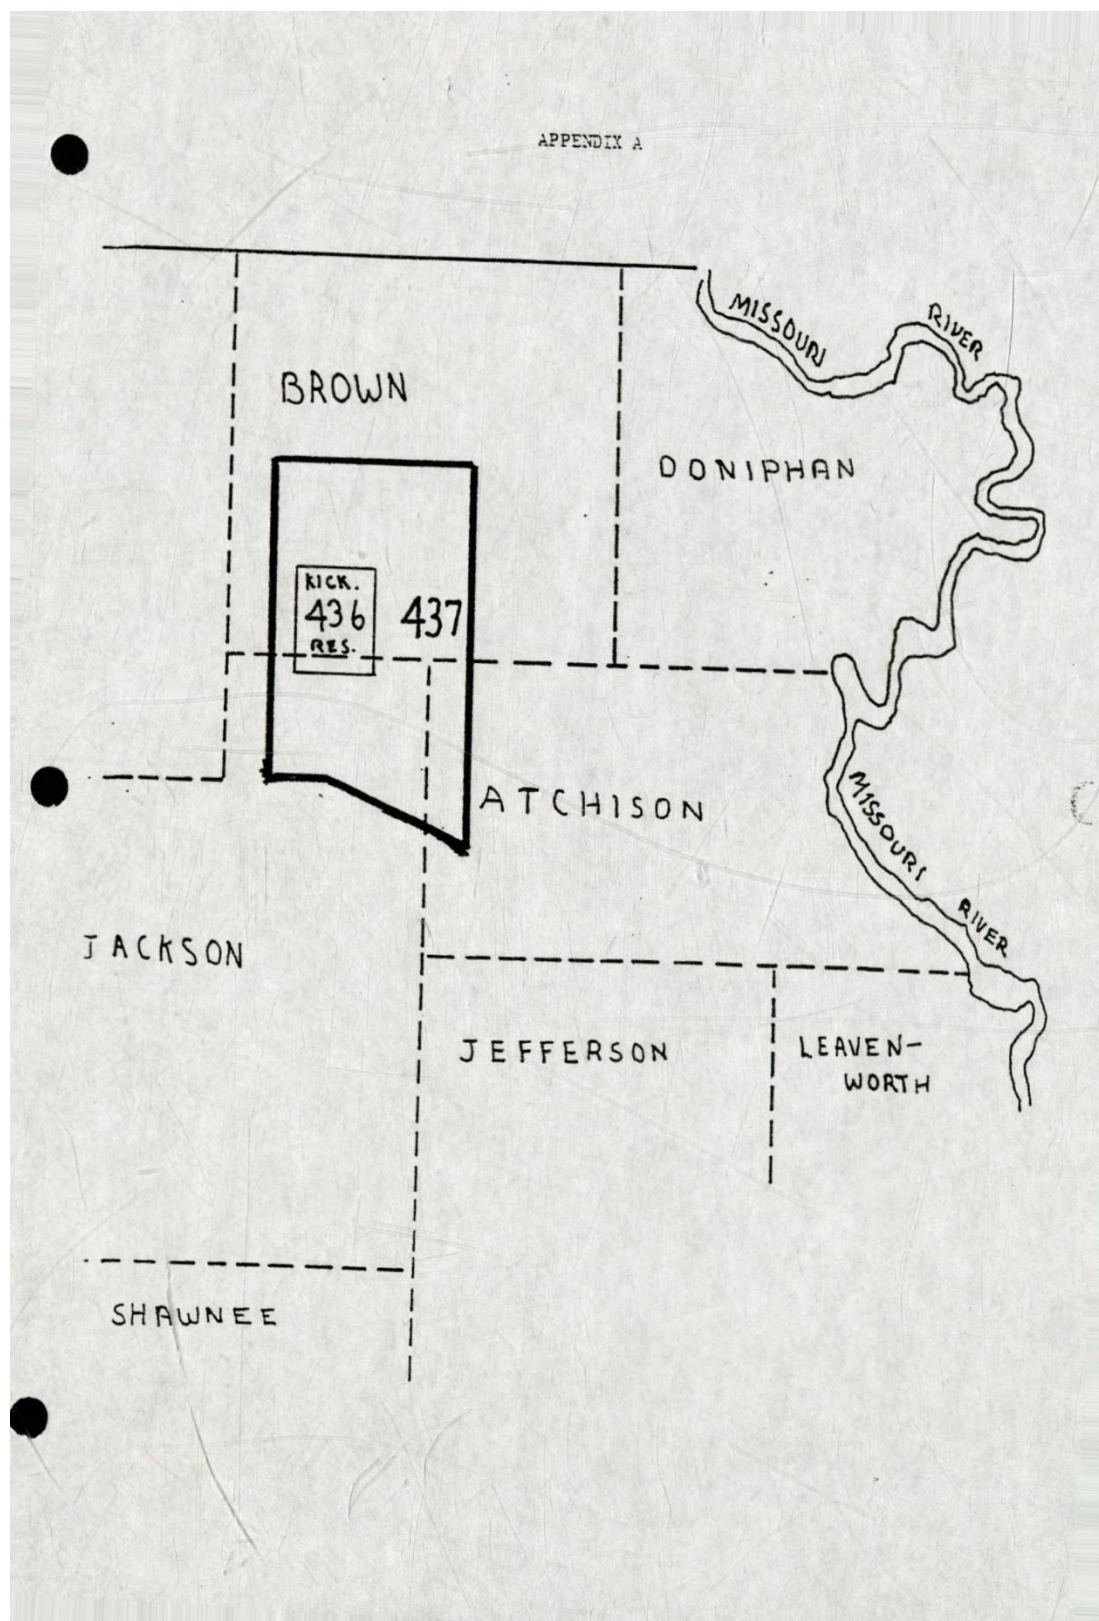 APPENDIX A
MISSOURI
RIVER
BROWN
DONIPHAN
KICK.
436
RES.
437
ATCHISON
MISSOURI
RIVER
JACKSON
JEFFERSON
LEAVEN-
WORTH
SHAWNEE